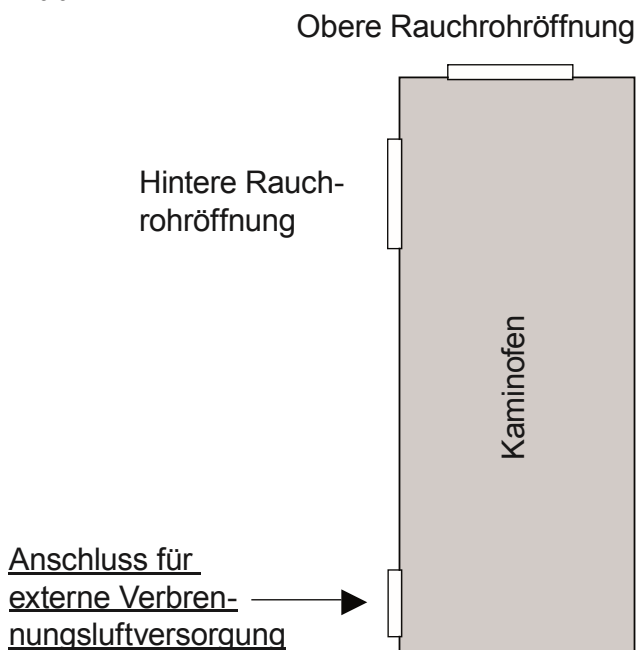 Obere Rauchrohröffnung
Hintere Rauch-
rohröffnung
Kaminofen
Anschluss für
externe Verbren-
nungsluftversorgung